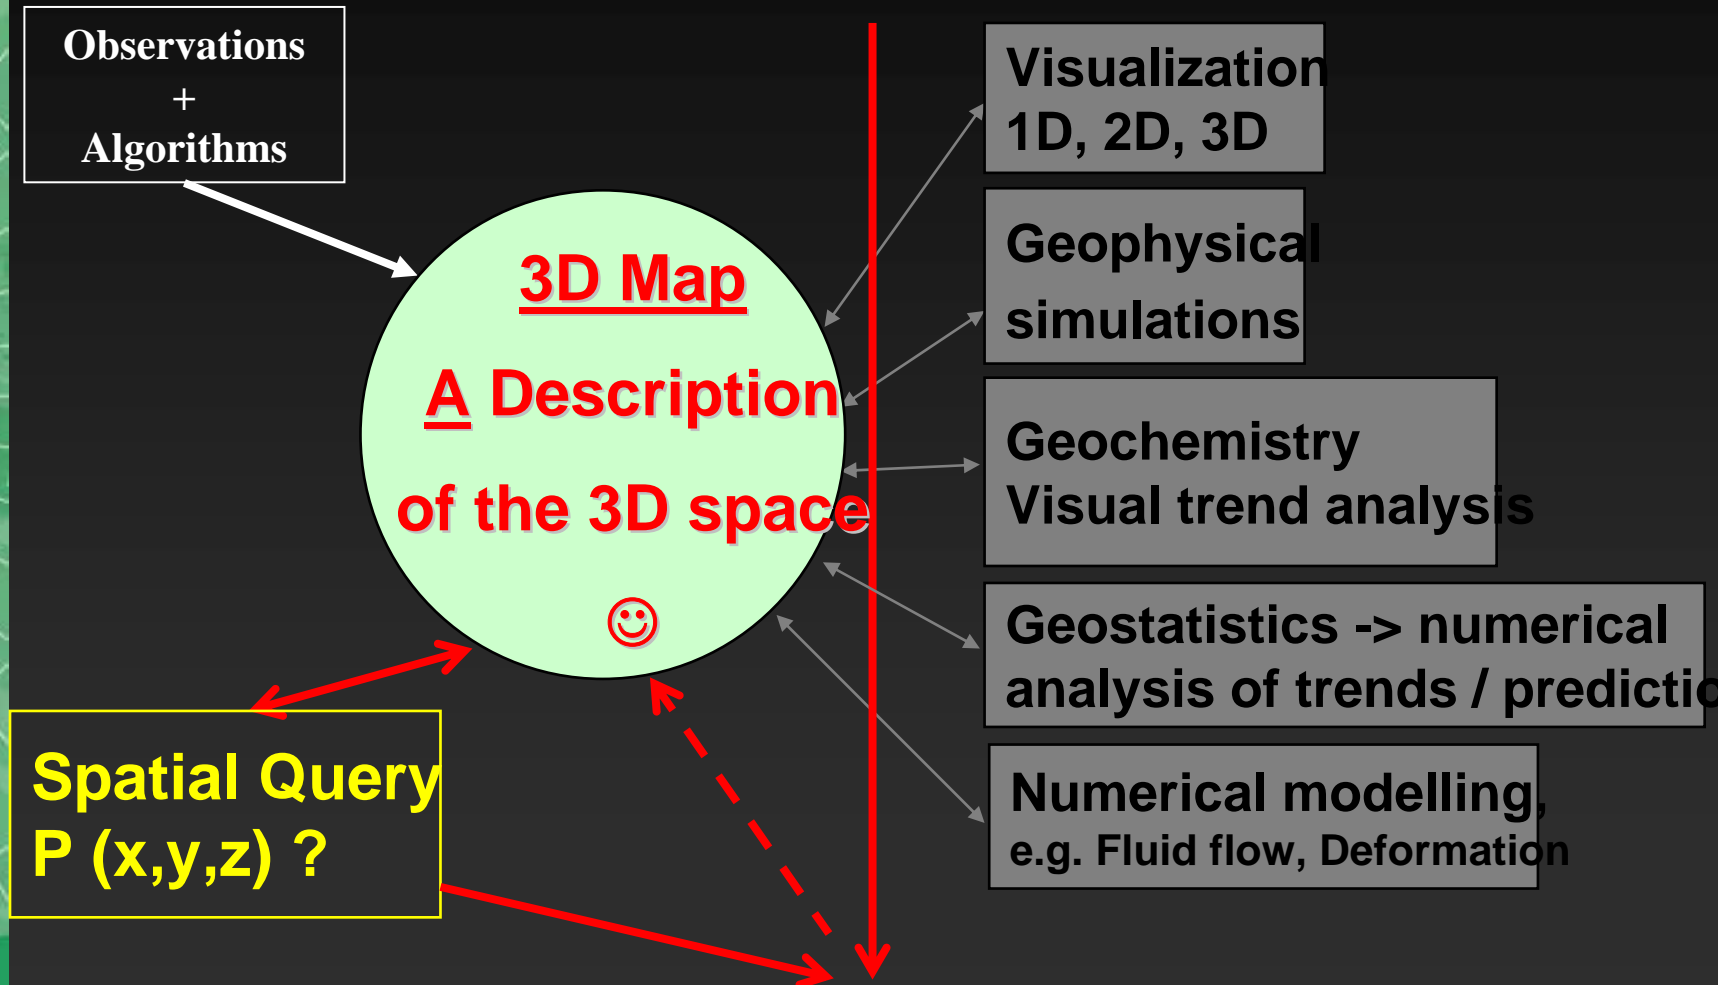 Observations
+
Algorithms
3D Map
A Description
of the 3D space
☺
Spatial Query
P (x,y,z) ?
Visualization
1D, 2D, 3D
Geophysical
simulations
Geochemistry
Visual trend analysis
Geostatistics -> numerical
analysis of trends / predictio
Numerical modelling,
e.g. Fluid flow, Deformation